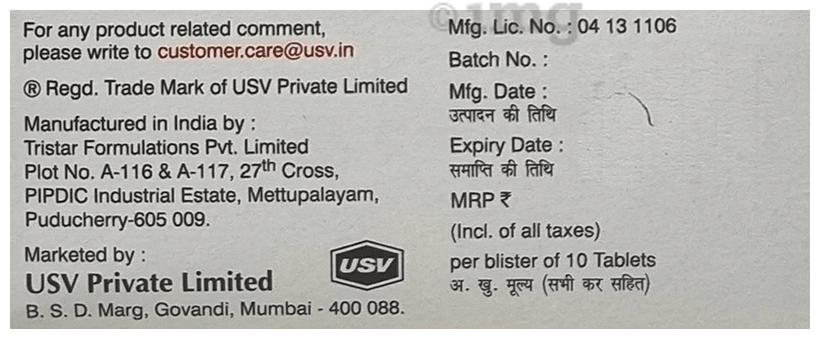 For any product related comment,
please write to customer.care@usv.in
® Regd. Trade Mark of USV Private Limited
Manufactured in India by :
Tristar Formulations Pvt. Limited
Plot No. A-116 & A-117, 27th Cross,
PIPDIC Industrial Estate, Mettupalayam,
Puducherry-605 009.
Marketed by :
USV Private Limited
USV
B. S. D. Marg, Govandi, Mumbai - 400 088.
©1mg
Mfg. Lic. No. : 04 13 1106
Batch No. :
Mfg. Date :
उत्पादन की तिथि
Expiry Date :
समाप्ति की तिथि
MRP ₹
(Incl. of all taxes)
per blister of 10 Tablets
अ. खु. मूल्य (सभी कर सहित)